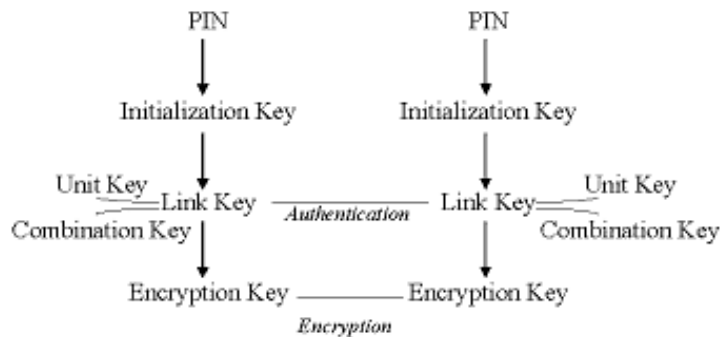 PIN PIN
Initialization Key Initialization Key
Unit Key Unit Key
Link Key Link Key
Authentication
Combination Key Combination Key
Encryption Key Encryption Key
Encryption